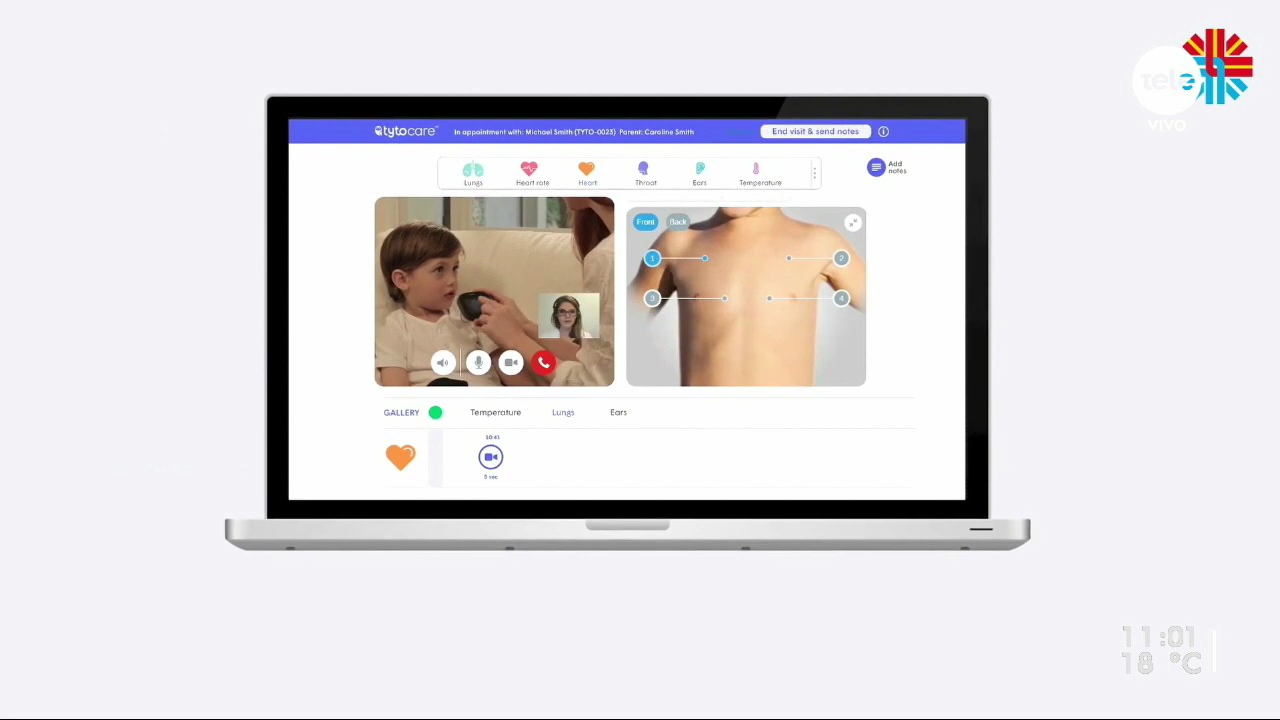 tele
VIVO
tytocare™
In appointment with: Michael Smith (TYTO-0023) Parent: Caroline Smith
End visit & send notes
Lungs
Heart rate
Heart
Throat
Ears
Temperature
Add
notes
Front
Back
1
2
3
4
GALLERY
Temperature
Lungs
Ears
10:41
5 sec
11:01
18 °C